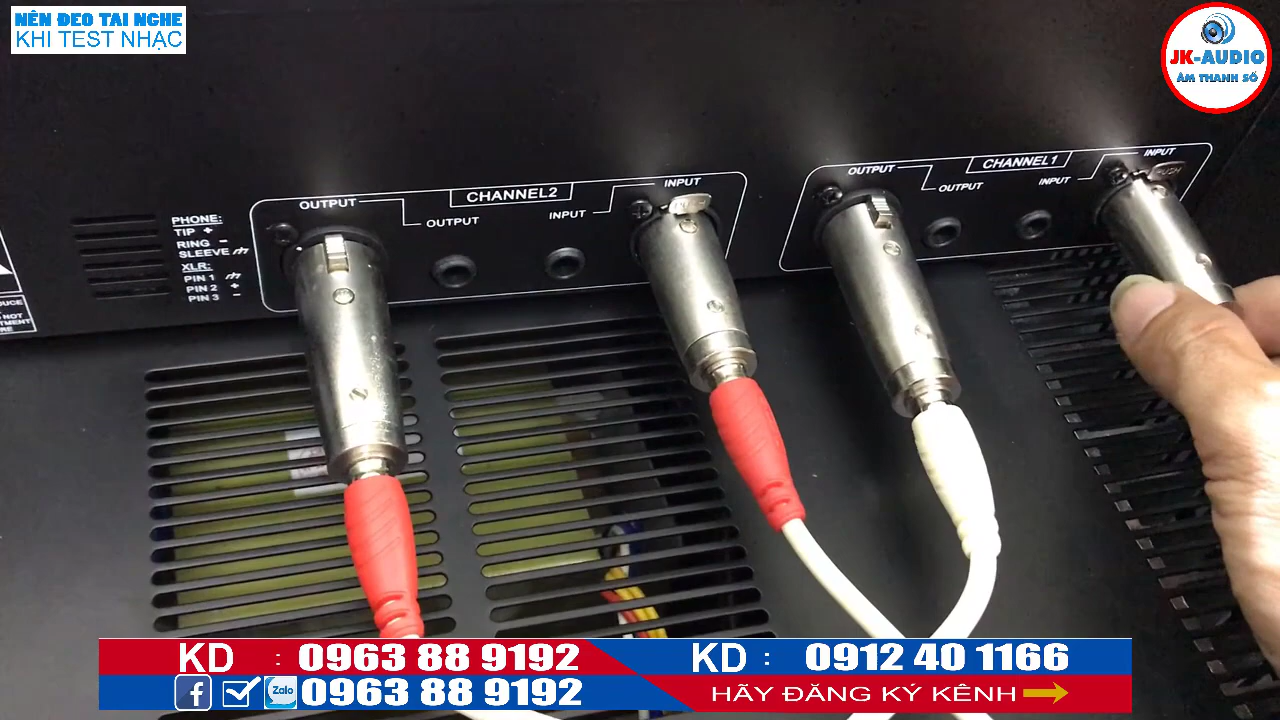 NÊN ĐEO TAI NGHE
KHI TEST NHẠC
JK-AUDIO
ÂM THANH SỐ
PHONE:
TIP +
RING −
SLEEVE
XLR:
PIN 1
PIN 2 +
PIN 3 −
OUTPUT
CHANNEL2
OUTPUT
INPUT
INPUT
OUTPUT
CHANNEL1
OUTPUT
INPUT
INPUT
PUSH
NOT
KD : 0963 88 9192
KD : 0912 40 1166
Zalo
0963 88 9192
HÃY ĐĂNG KÝ KÊNH